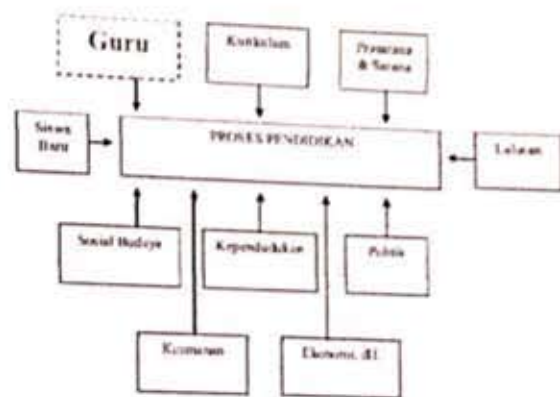 Guru
Kurikulum
Prasarana
& Sarana
Siswa
Baru
PROSES PENDIDIKAN
Lulusan
Sosial Budaya
Kependudukan
Politik
Keamanan
Ekonomi, dll